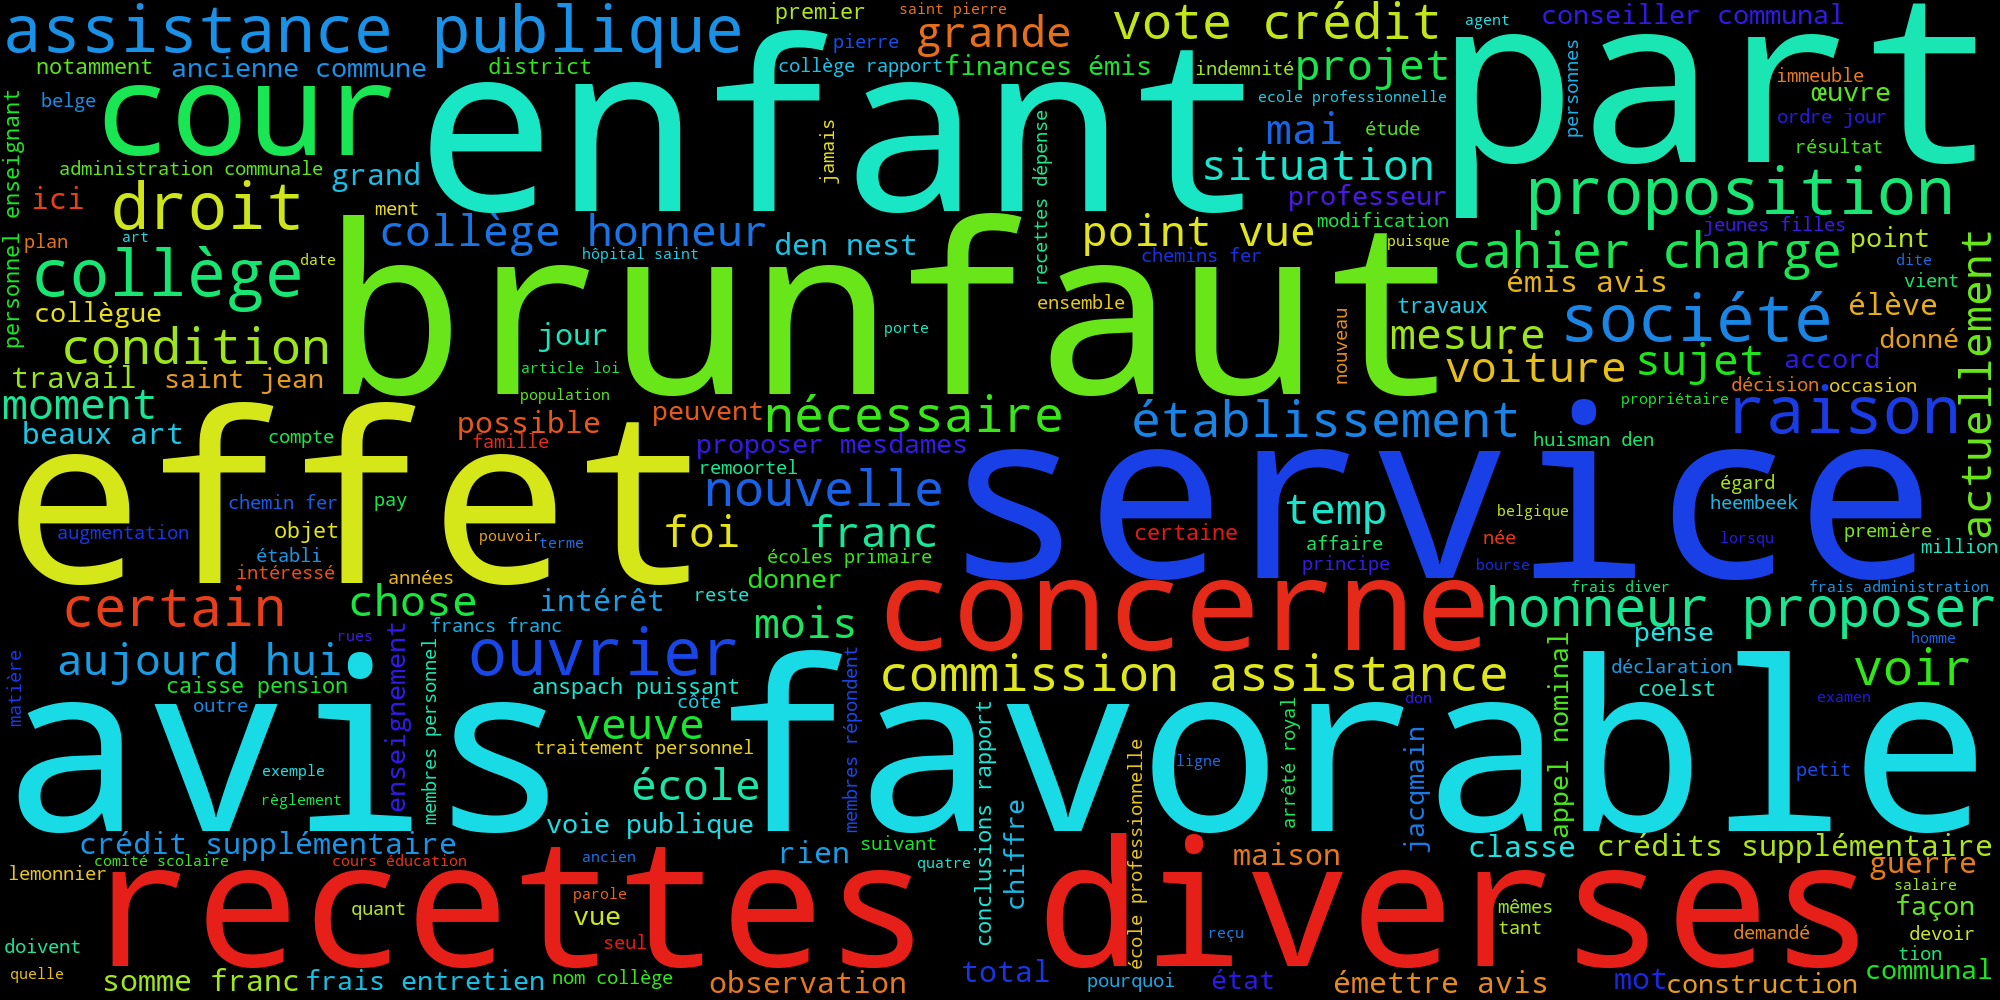 assistance publique
premier
saint pierre
grande
pierre
vote crédit
agent
conseiller communal
part
notamment
ancienne commune
district
enfant
collège rapport
finances émis
indemnité
projet
personnes
immeuble
œuvre
belge
cour
ecole professionnelle
ordre jour
mai
étude
résultat
jamais
recettes dépense
personnel enseignant
administration communale
grand
situation
professeur
proposition
ici
droit
ment
modification
jeunes filles
plan
art
collège honneur
den nest
point vue
puisque
point
hôpital saint
chemins fer
cahier charge
dite
collège
date
brunfaut
émis avis
vient
actuellement
collègue
ensemble
travaux
société
élève
condition
jour
porte
nouveau
mesure
donné
travail
saint jean
article loi
voiture
sujet
accord
population
décision
occasion
moment
possible
peuvent
nécessaire
établissement
propriétaire
raison
beaux art
compte
famille
proposer mesdames
huisman den
effet
remoortel
service
chemin fer
pay
nouvelle
temp
égard
heembeek
belgique
augmentation
objet
pouvoir
terme
foi
franc
certaine
née
lorsqu
première
établi
écoles primaire
affaire
million
intéressé
années
donner
principe
bourse
certain
chose
intérêt
reste
concerne
frais diver
frais administration
honneur proposer
rues
francs franc
mois
aujourd hui
enseignement
membres personnel
ouvrier
membres répondent
commission assistance
appel nominal
pense
homme
matière
caisse pension
anspach puissant
déclaration
voir
outre
côté
coelst
avis favorable
veuve
conclusions rapport
don
examen
traitement personnel
école professionnelle
arrêté royal
jacqmain
exemple
ligne
petit
règlement
école
chiffre
voie publique
crédit supplémentaire
rien
suivant
maison
classe
crédits supplémentaire
comité scolaire
cours éducation
ancien
quatre
guerre
lemonnier
recettes diverses
salaire
parole
quant
vue
mêmes
façon
tant
doivent
seul
reçu
demandé
devoir
tion
quelle
somme franc
frais entretien
nom collège
observation
total
pourquoi
état
émettre avis
mot
construction
communal